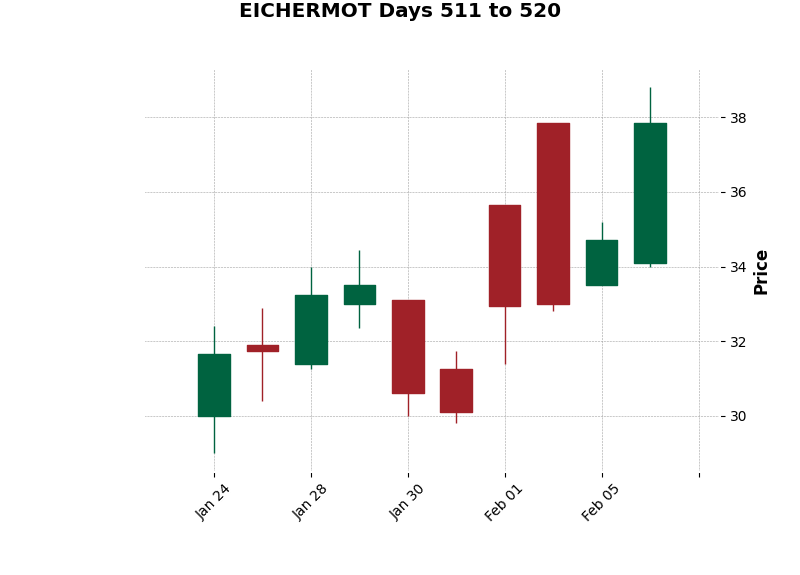 EICHERMOT Days 511 to 520
38
36
34
32
30
Price
Jan 24
Jan 28
Jan 30
Feb 01
Feb 05